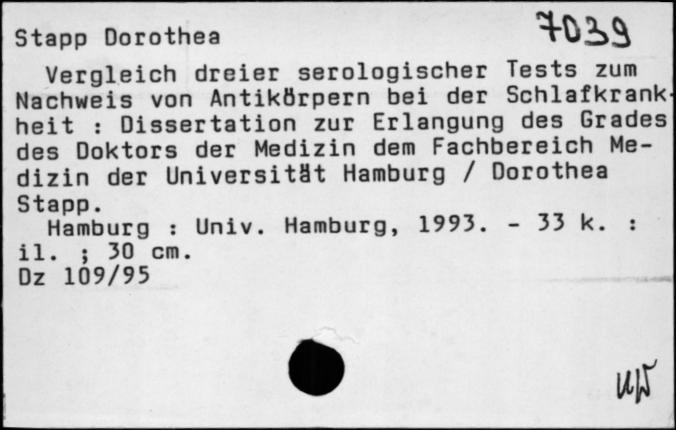 7039
Stapp Dorothea
Vergleich dreier serologischer Tests zum
Nachweis von Antikörpern bei der Schlafkrank-
heit : Dissertation zur Erlangung des Grades
des Doktors der Medizin dem Fachbereich Me-
dizin der Universität Hamburg / Dorothea
Stapp.
Hamburg : Univ. Hamburg, 1993. - 33 k. :
il. ; 30 cm.
Dz 109/95